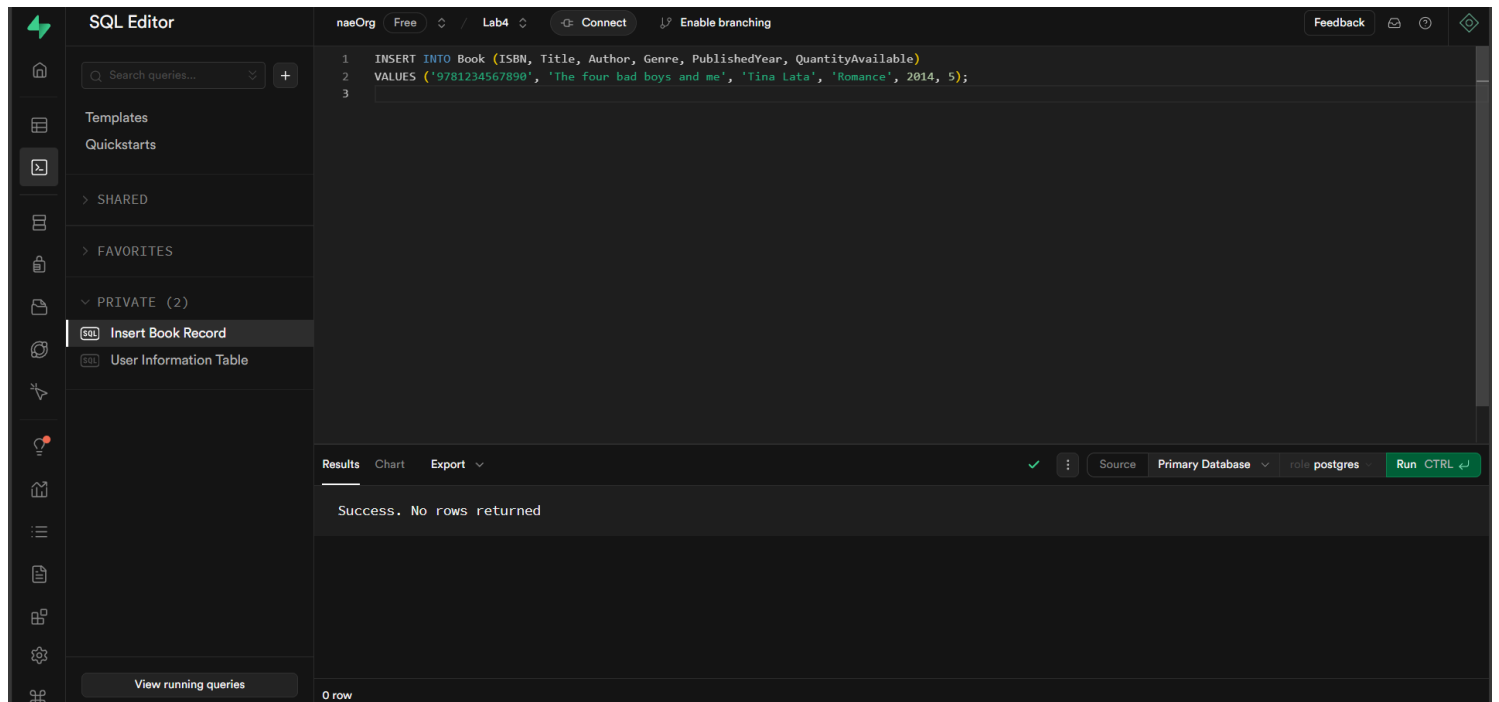 SQL Editor
naeOrg Free / Lab4 Connect Enable branching Feedback
Search queries... +
Templates
Quickstarts
SHARED
FAVORITES
PRIVATE (2)
SQL Insert Book Record
SQL User Information Table
View running queries
1 INSERT INTO Book (ISBN, Title, Author, Genre, PublishedYear, QuantityAvailable)
2 VALUES ('9781234567890', 'The four bad boys and me', 'Tina Lata', 'Romance', 2014, 5);
3
Results Chart Export Source Primary Database role postgres Run CTRL
Success. No rows returned
0 row